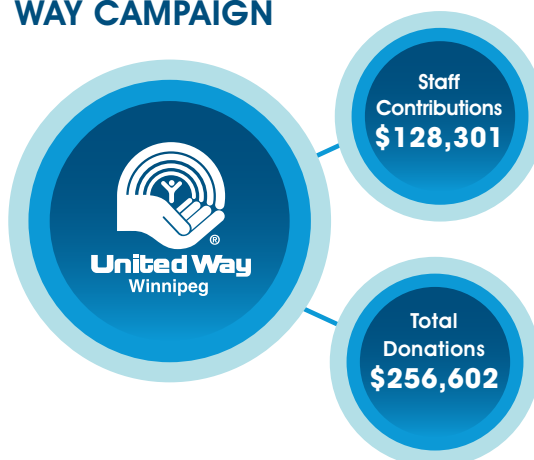 WAY CAMPAIGN
Staff
Contributions
$128,301
®
United Way
Winnipeg
Total
Donations
$256,602